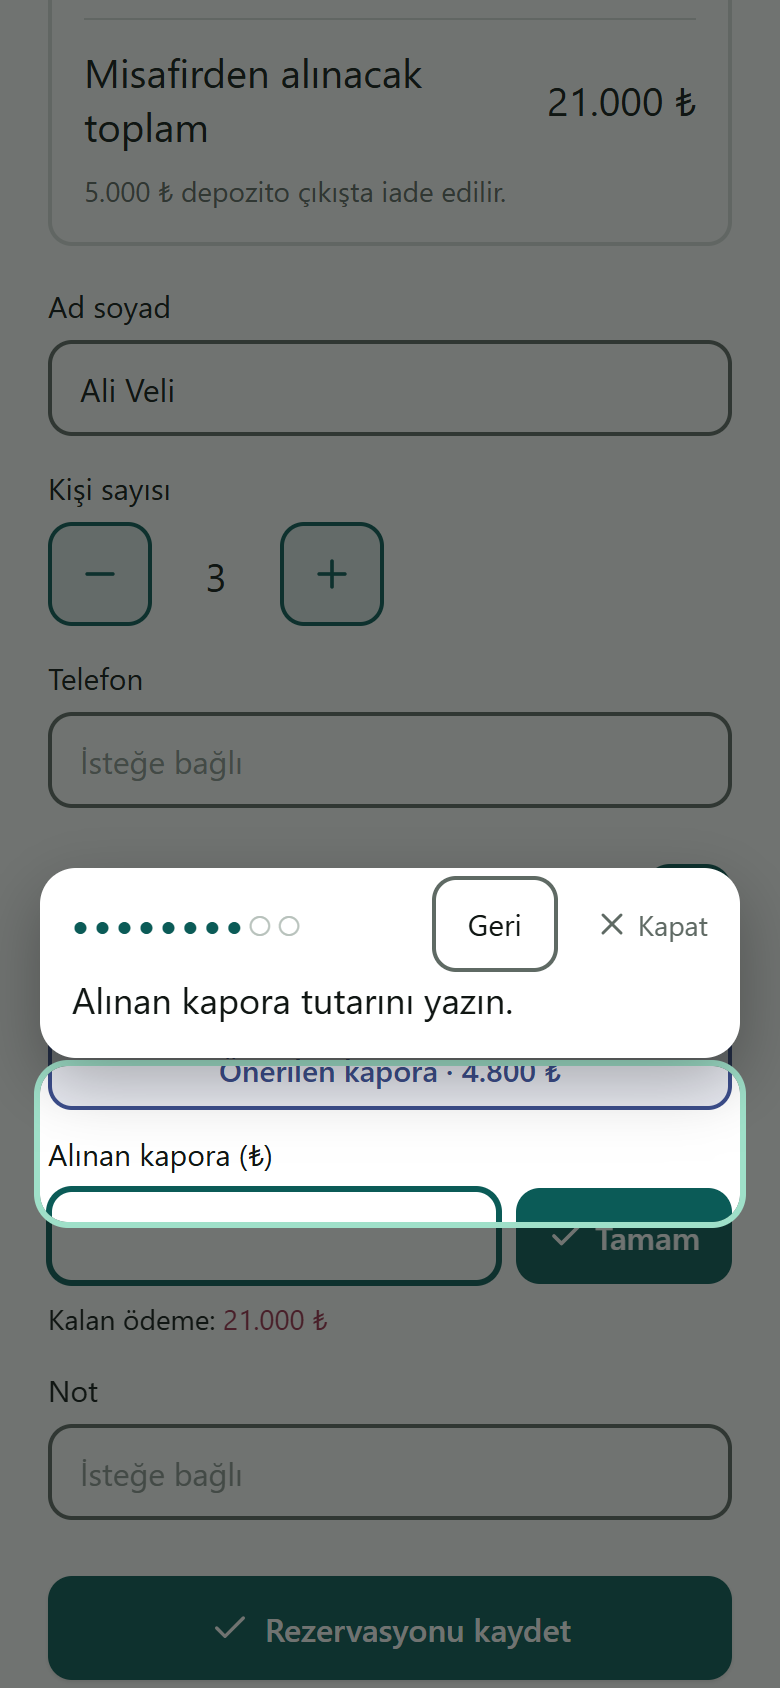 Misafirden alınacak
toplam
21.000 ₺
5.000 ₺ depozito çıkışta iade edilir.
Ad soyad
Ali Veli
Kişi sayısı
3
Telefon
İsteğe bağlı
Geri
Kapat
Alınan kapora tutarını yazın.
Önerilen kapora · 4.800 ₺
Alınan kapora (₺)
Tamam
Kalan ödeme: 21.000 ₺
Not
İsteğe bağlı
Rezervasyonu kaydet